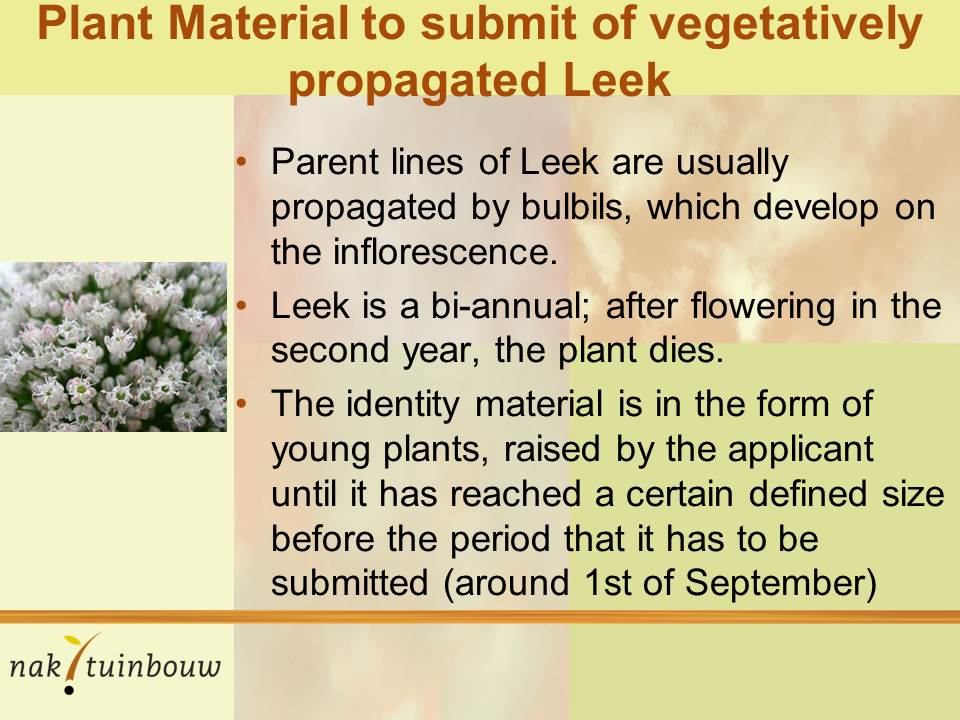 Plant Material to submit of vegetatively
propagated Leek
• Parent lines of Leek are usually
propagated by bulbils, which develop on
the inflorescence.
• Leek is a bi-annual; after flowering in the
second year, the plant dies.
• The identity material is in the form of
young plants, raised by the applicant
until it has reached a certain defined size
before the period that it has to be
submitted (around 1st of September)
nak tuinbouw